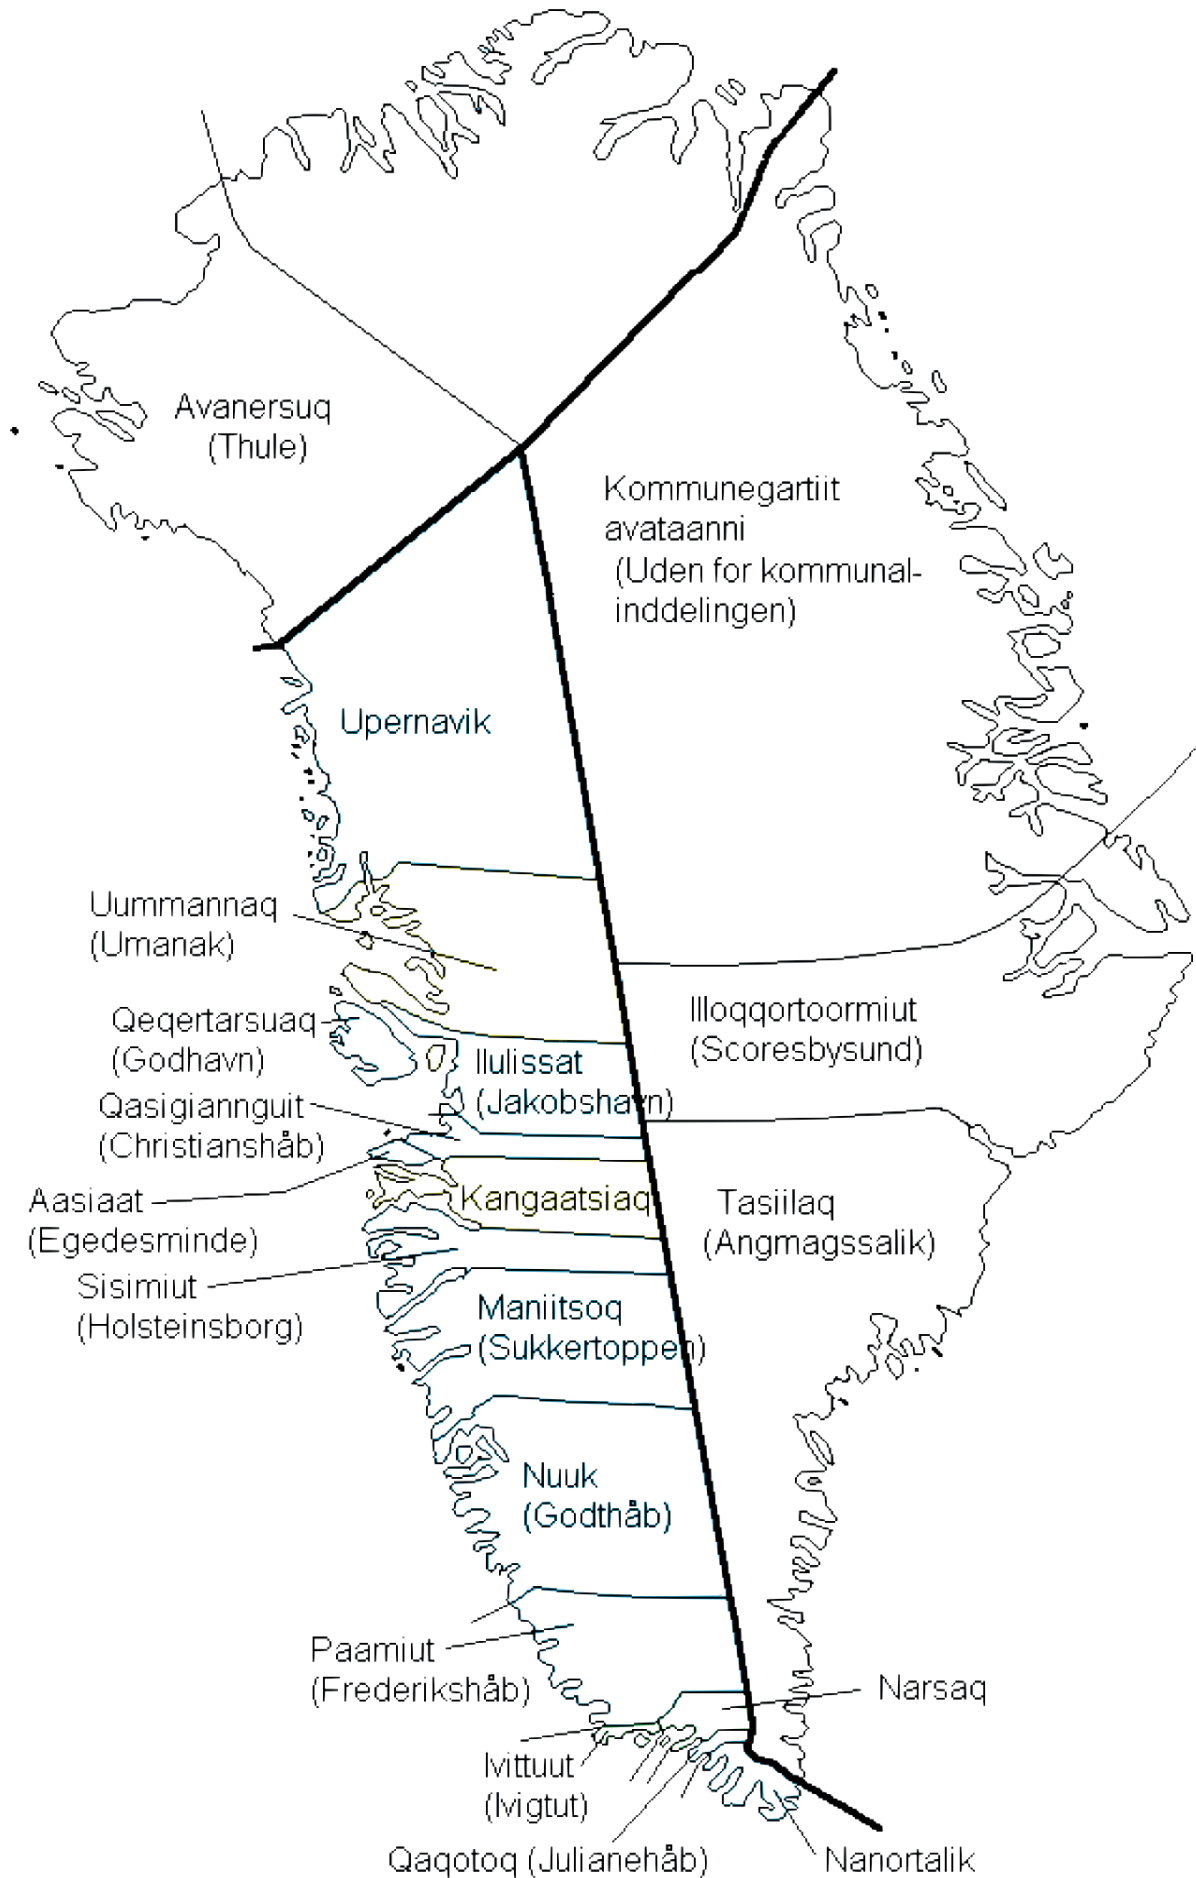 Avanersuq
(Thule)
Kommunegartiit
avataanni
(Uden for kommunal-
inddelingen)
Upernavik
Uummannaq
(Umanak)
Qeqertarsuaq
(Godhavn)
Ilulissat
(Jakobshavn)
Illoqqortoormiut
(Scoresbysund)
Qasigiannguit
(Christianshåb)
Aasiaat
(Egedesminde)
Kangaatsiaq
Tasiilaq
(Angmagssalik)
Sisimiut
(Holsteinsborg)
Maniitsoq
(Sukkertoppen)
Nuuk
(Godthåb)
Paamiut
(Frederikshåb)
Narsaq
Ivittuut
(Ivigtut)
Qaqotoq (Julianehåb)
Nanortalik